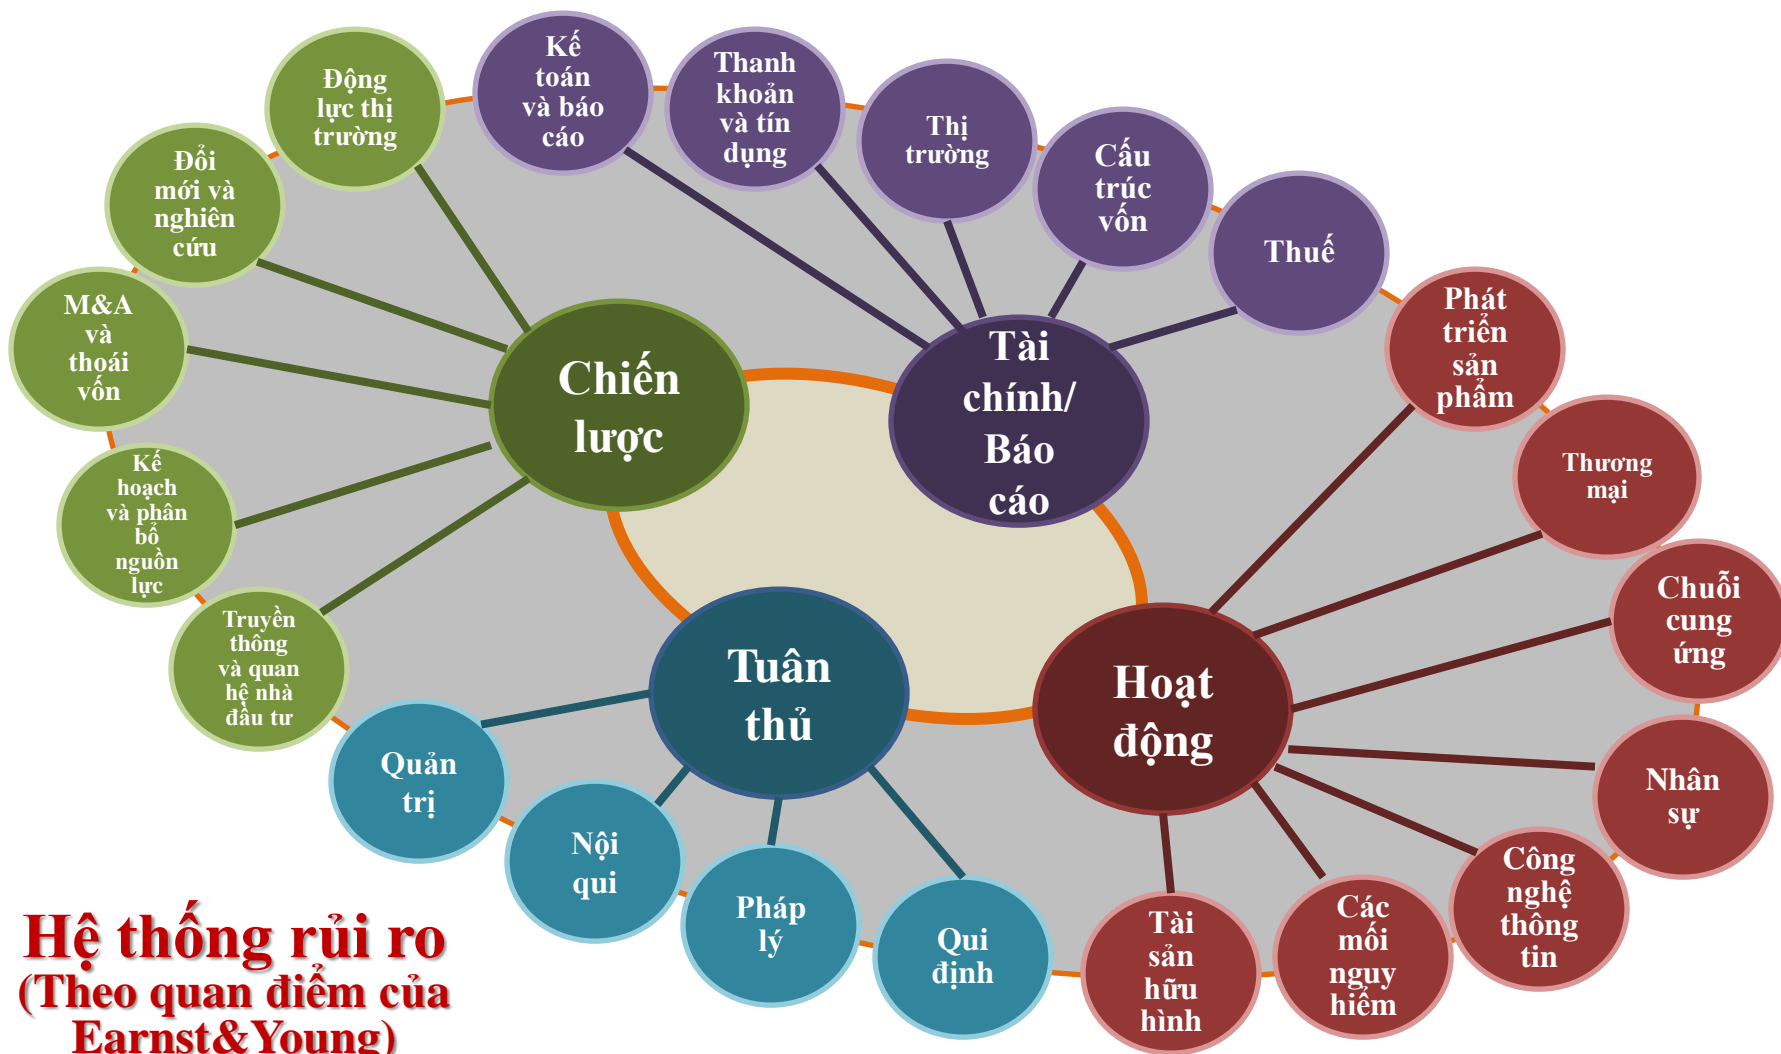 Động
lực thị
trường
Đổi
mới và
nghiên
cứu
M&A
và
thoái
vốn
Kế
hoạch
và phân
bổ
nguồn
lực
Truyền
thông
và quan
hệ nhà
đầu tư
Chiến
lược
Kế
toán
và báo
cáo
Thanh
khoản
và tín
dụng
Thị
trường
Cấu
trúc
vốn
Thuế
Tài
chính/
Báo
cáo
Phát
triển
sản
phẩm
Thương
mại
Chuỗi
cung
ứng
Nhân
sự
Công
nghệ
thông
tin
Các
mối
nguy
hiểm
Tài
sản
hữu
hình
Hoạt
động
Tuân
thủ
Quản
trị
Nội
qui
Pháp
lý
Qui
định
Hệ thống rủi ro
(Theo quan điểm của
Earnst&Young)